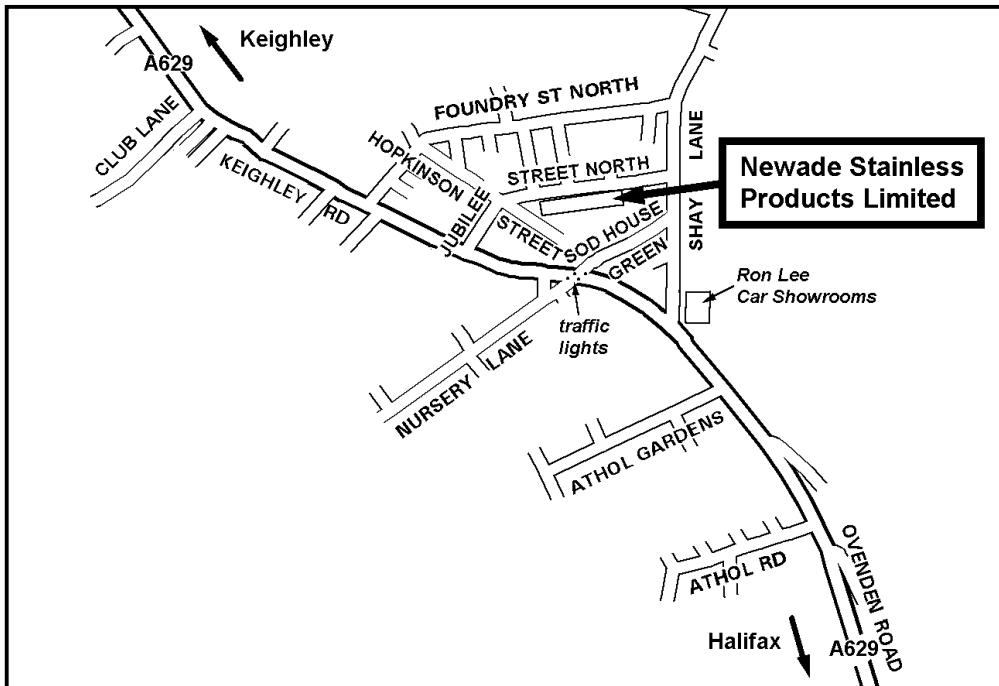 Keighley
A629
FOUNDRY ST NORTH
CLUB LANE
HOPKINSON
STREET
STREET NORTH
SHAY LANE
Newade Stainless
Products Limited
KEIGHLEY
RD
JUBILEE
SOD HOUSE
GREEN
Ron Lee
Car Showrooms
traffic
lights
NURSERY LANE
ATHOL GARDENS
ATHOL RD
OVENDEN ROAD
Halifax
A629